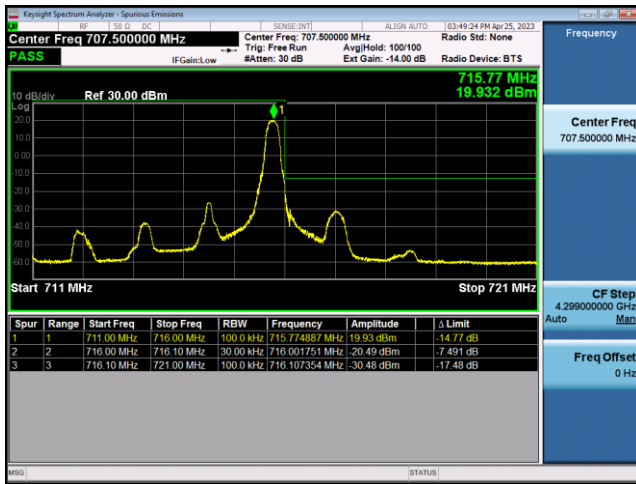 Keysight Spectrum Analyzer - Spurious Emissions
RF 50 Ω DC SENSE:INT ALIGN AUTO 03:49:24 PM Apr 25, 2023
Center Freq 707.500000 MHz Center Freq: 707.500000 MHz Radio Std: None
PASS Trig: Free Run Avg|Hold: 100/100
IFGain:Low #Atten: 30 dB Ext Gain: -14.00 dB Radio Device: BTS
Frequency
715.77 MHz
10 dB/div Ref 30.00 dBm 19.932 dBm
Log
1
20.0
10.0
0.00
-10.0
-20.0
-30.0
-40.0
-50.0
-60.0
Start 711 MHz Stop 721 MHz
Spur Range Start Freq Stop Freq RBW Frequency Amplitude Δ Limit
1 1 711.00 MHz 716.00 MHz 100.0 kHz 715.774887 MHz 19.93 dBm -14.77 dB
2 2 716.00 MHz 716.10 MHz 30.00 kHz 716.001751 MHz -20.49 dBm -7.491 dB
3 3 716.10 MHz 721.00 MHz 100.0 kHz 716.107354 MHz -30.48 dBm -17.48 dB
Center Freq
707.500000 MHz
CF Step
4.299000000 GHz
Auto Man
Freq Offset
0 Hz
MSG STATUS